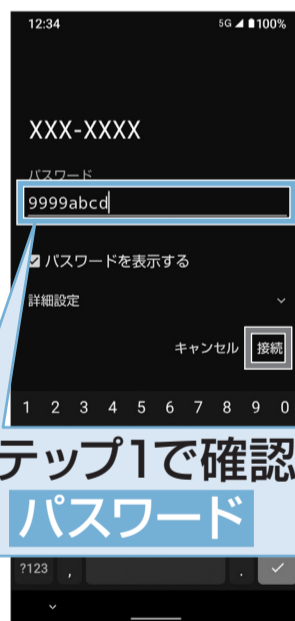 12:34 5G 100%
XXX-XXXX
パスワード
9999abcd
パスワードを表示する
詳細設定
キャンセル 接続
1 2 3 4 5 6 7 8 9 0
テップ1で確認
パスワード
?123 , .